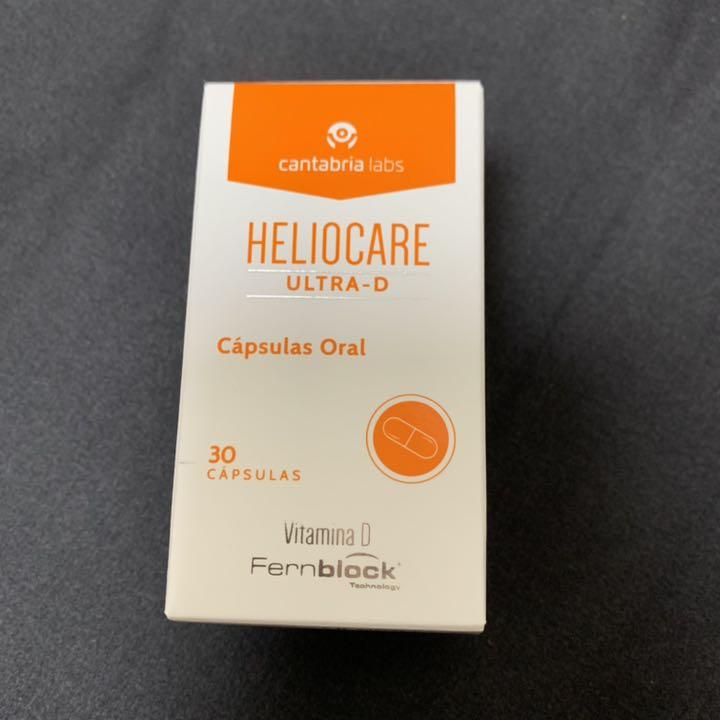 cantabria labs
HELIOCARE
ULTRA-D
Cápsulas Oral
30
CÁPSULAS
Vitamina D
Fernblock®
Technology